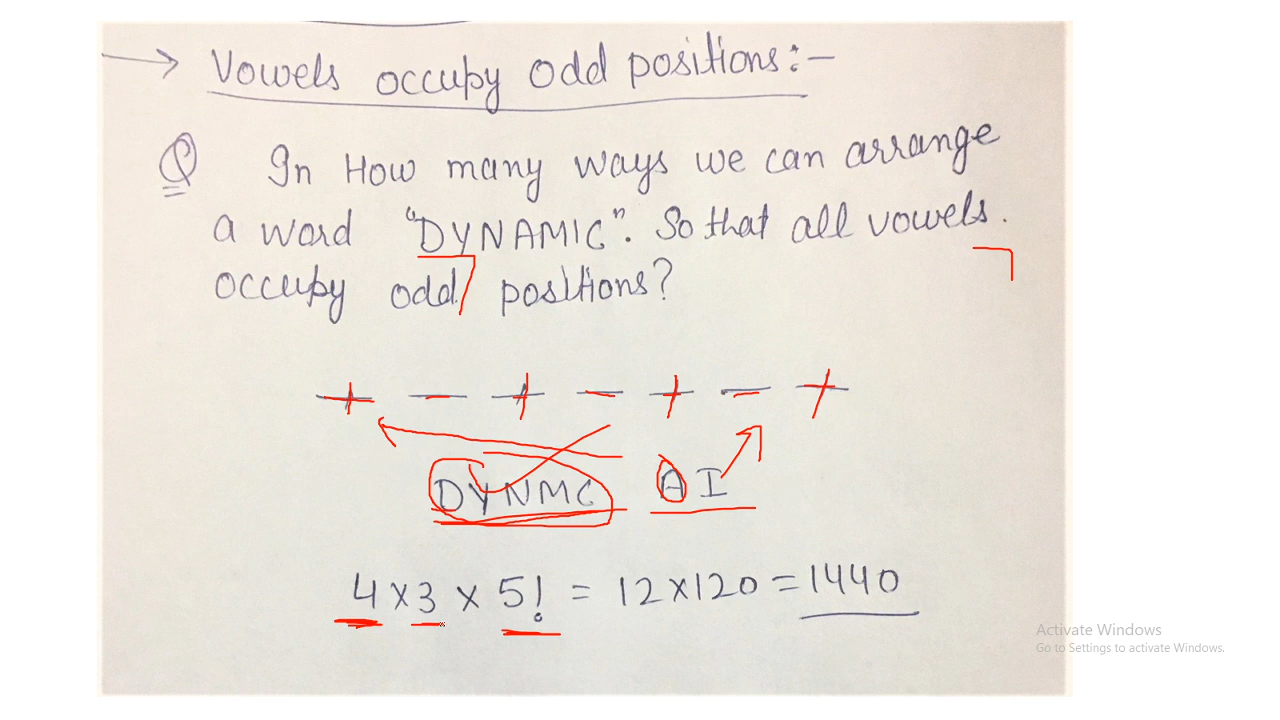 → Vowels occupy odd positions:-
Q In How many ways we can arrange
a word "DYNAMIC". So that all vowels.
occupy odd positions?
DYNMC AI
4 x 3 x 5! = 12 x 120 = 1440
Activate Windows
Go to Settings to activate Windows.